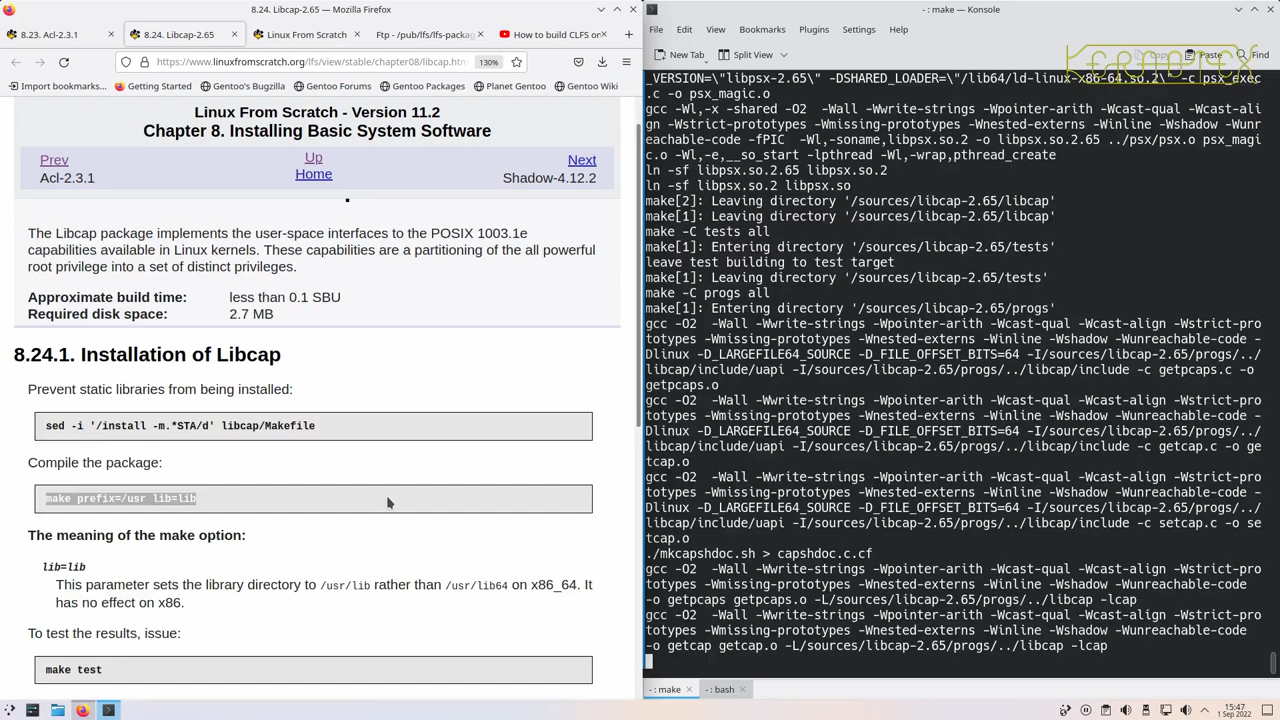 8.24. Libcap-2.65 — Mozilla Firefox
8.23. Acl-2.3.1
8.24. Libcap-2.65
Linux From Scratch
Ftp - /pub/lfs/lfs-packag
How to build CLFS on
https://www.linuxfromscratch.org/lfs/view/stable/chapter08/libcap.htm
Import bookmarks...
Getting Started
Gentoo's Bugzilla
Gentoo Forums
Gentoo Packages
Planet Gentoo
Gentoo Wiki
Linux From Scratch - Version 11.2
Chapter 8. Installing Basic System Software
Prev
Up
Next
Acl-2.3.1
Home
Shadow-4.12.2
The Libcap package implements the user-space interfaces to the POSIX 1003.1e
capabilities available in Linux kernels. These capabilities are a partitioning of the all powerful
root privilege into a set of distinct privileges.
Approximate build time: less than 0.1 SBU
Required disk space: 2.7 MB
8.24.1. Installation of Libcap
Prevent static libraries from being installed:
sed -i '/install -m.*STA/d' libcap/Makefile
Compile the package:
make prefix=/usr lib=lib
The meaning of the make option:
lib=lib
This parameter sets the library directory to /usr/lib rather than /usr/lib64 on x86_64. It
has no effect on x86.
To test the results, issue:
make test
- : make — Konsole
File Edit View Bookmarks Plugins Settings Help
New Tab
Split View
Paste
Find
KERNOTEX
_VERSION=\"libpsx-2.65\" -DSHARED_LOADER=\"/lib64/ld-linux-x86-64.so.2\" -c psx_exec
.c -o psx_magic.o
gcc -Wl,-x -shared -O2  -Wall -Wwrite-strings -Wpointer-arith -Wcast-qual -Wcast-ali
gn -Wstrict-prototypes -Wmissing-prototypes -Wnested-externs -Winline -Wshadow -Wunr
eachable-code -fPIC  -Wl,-soname,libpsx.so.2 -o libpsx.so.2.65 ../psx/psx.o psx_magi
c.o -Wl,-e,__so_start -lpthread -Wl,-wrap,pthread_create
ln -sf libpsx.so.2.65 libpsx.so.2
ln -sf libpsx.so.2 libpsx.so
make[2]: Leaving directory '/sources/libcap-2.65/libcap'
make[1]: Leaving directory '/sources/libcap-2.65/libcap'
make -C tests all
make[1]: Entering directory '/sources/libcap-2.65/tests'
leave test building to test target
make[1]: Leaving directory '/sources/libcap-2.65/tests'
make -C progs all
make[1]: Entering directory '/sources/libcap-2.65/progs'
gcc -O2  -Wall -Wwrite-strings -Wpointer-arith -Wcast-qual -Wcast-align -Wstrict-pro
totypes -Wmissing-prototypes -Wnested-externs -Winline -Wshadow -Wunreachable-code -
Dlinux -D_LARGEFILE64_SOURCE -D_FILE_OFFSET_BITS=64 -I/sources/libcap-2.65/progs/../
libcap/include/uapi -I/sources/libcap-2.65/progs/../libcap/include -c getpcaps.c -o
getpcaps.o
gcc -O2  -Wall -Wwrite-strings -Wpointer-arith -Wcast-qual -Wcast-align -Wstrict-pro
totypes -Wmissing-prototypes -Wnested-externs -Winline -Wshadow -Wunreachable-code -
Dlinux -D_LARGEFILE64_SOURCE -D_FILE_OFFSET_BITS=64 -I/sources/libcap-2.65/progs/../
libcap/include/uapi -I/sources/libcap-2.65/progs/../libcap/include -c getcap.c -o ge
tcap.o
gcc -O2  -Wall -Wwrite-strings -Wpointer-arith -Wcast-qual -Wcast-align -Wstrict-pro
totypes -Wmissing-prototypes -Wnested-externs -Winline -Wshadow -Wunreachable-code -
Dlinux -D_LARGEFILE64_SOURCE -D_FILE_OFFSET_BITS=64 -I/sources/libcap-2.65/progs/../
libcap/include/uapi -I/sources/libcap-2.65/progs/../libcap/include -c setcap.c -o se
tcap.o
./mkcapshdoc.sh > capshdoc.c.cf
gcc -O2  -Wall -Wwrite-strings -Wpointer-arith -Wcast-qual -Wcast-align -Wstrict-pro
totypes -Wmissing-prototypes -Wnested-externs -Winline -Wshadow -Wunreachable-code
-o getpcaps getpcaps.o -L/sources/libcap-2.65/progs/../libcap -lcap
gcc -O2  -Wall -Wwrite-strings -Wpointer-arith -Wcast-qual -Wcast-align -Wstrict-pro
totypes -Wmissing-prototypes -Wnested-externs -Winline -Wshadow -Wunreachable-code
-o getcap getcap.o -L/sources/libcap-2.65/progs/../libcap -lcap
- : make
- : bash
15:47
1 Sep 2022